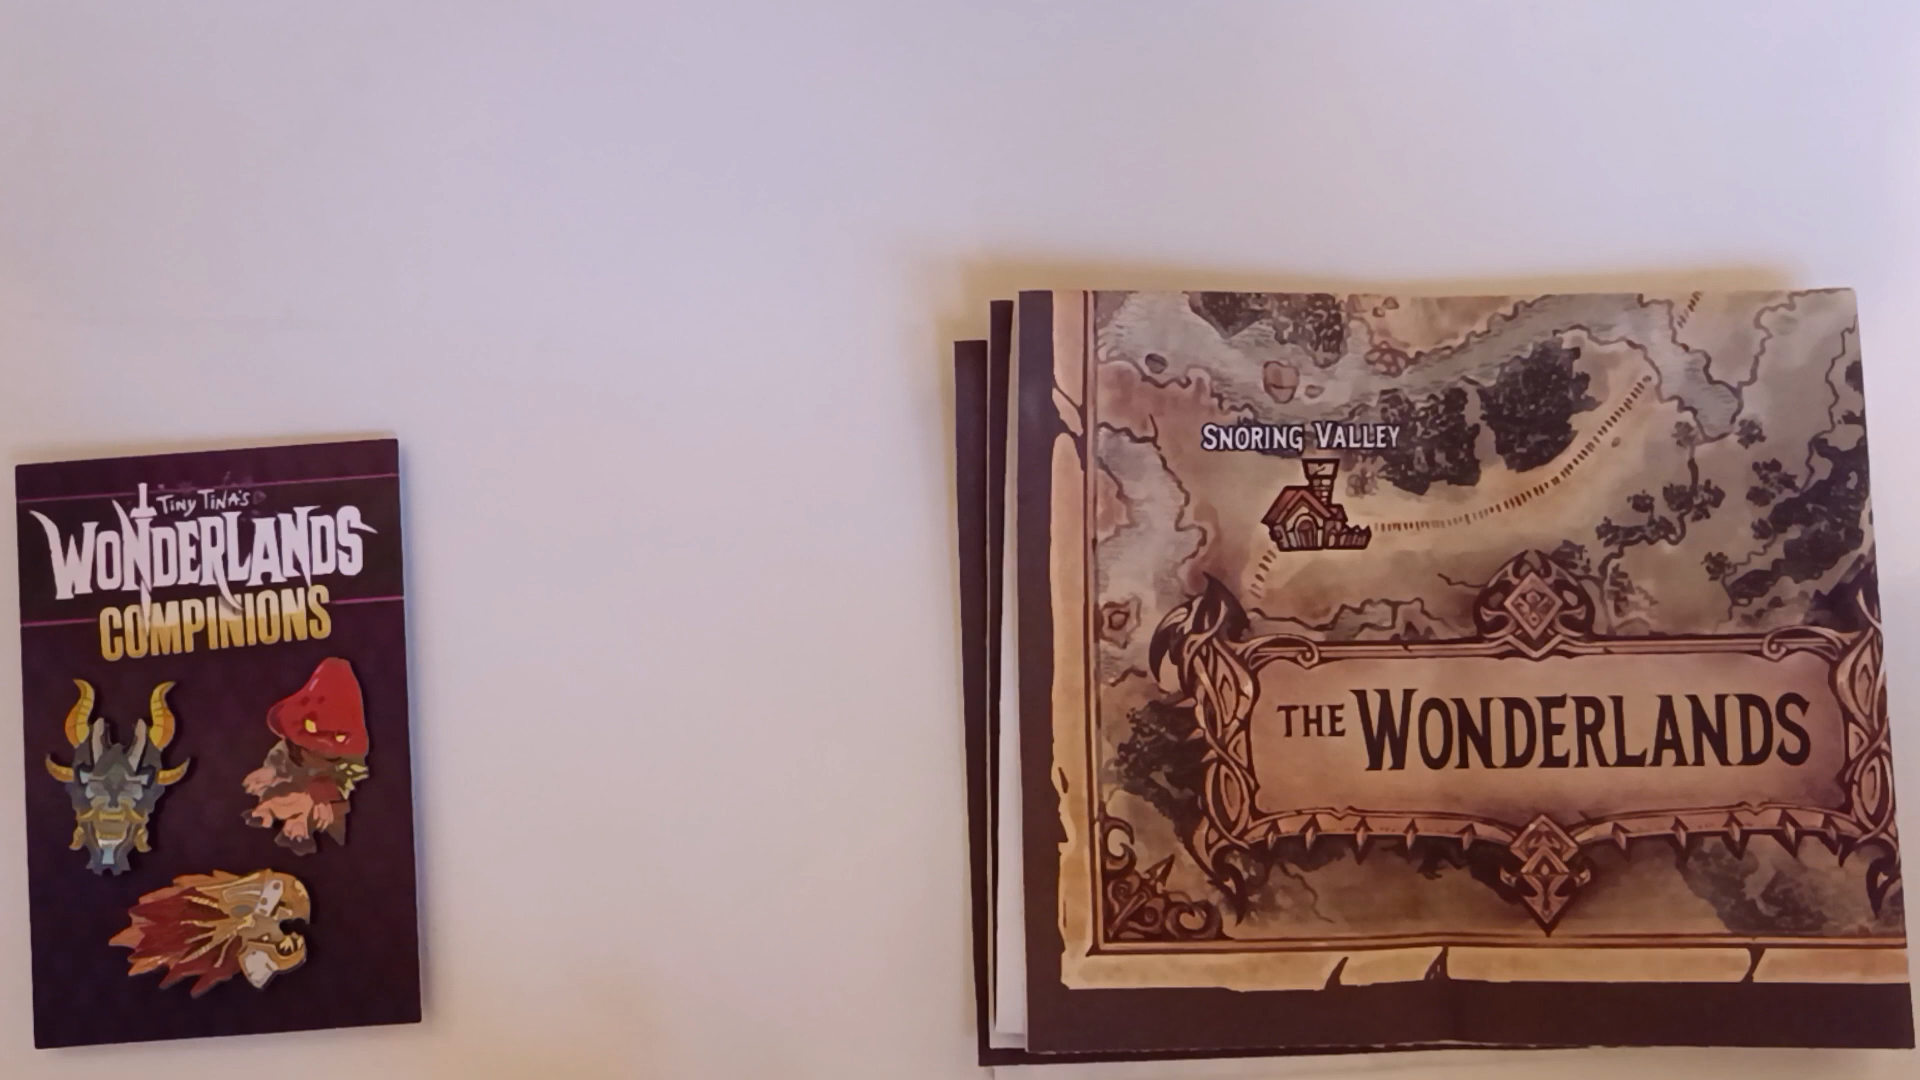 Tiny Tina's
Wonderlands
COMPINIONS
Snoring Valley
The Wonderlands